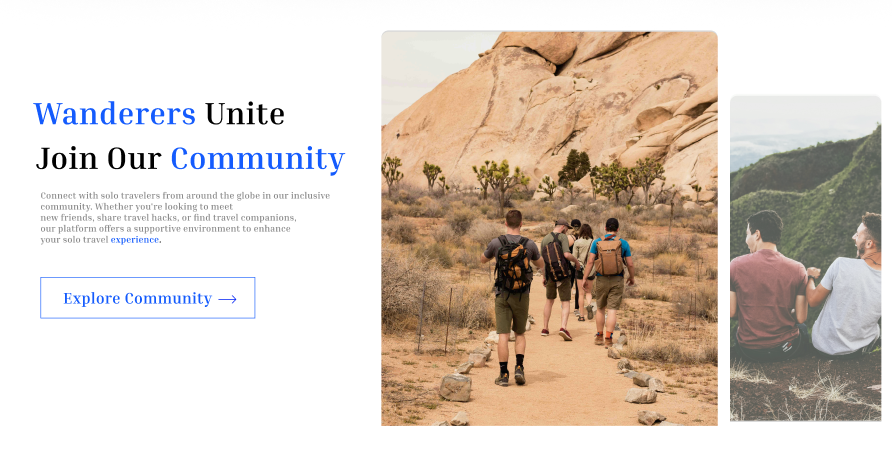 Wanderers Unite
Join Our Community
Connect with solo travelers from around the globe in our inclusive
community. Whether you're looking to meet
new friends, share travel hacks, or find travel companions,
our platform offers a supportive environment to enhance
your solo travel experience.
Explore Community →